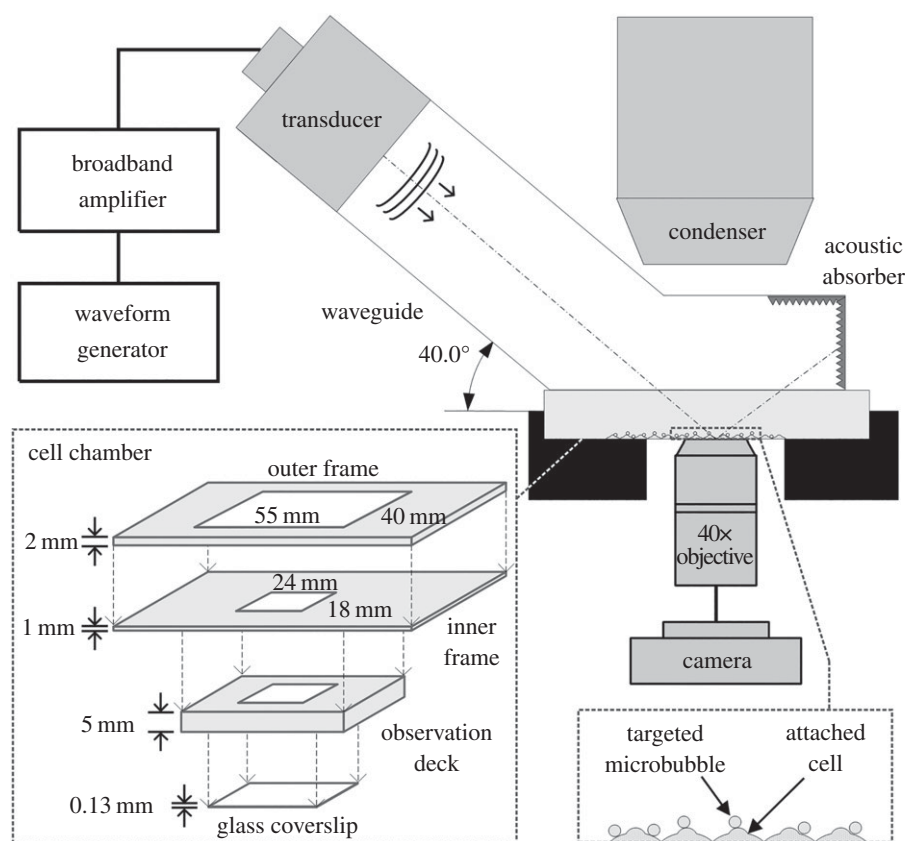 transducer
broadband
amplifier
waveform
generator
condenser
acoustic
absorber
waveguide
40.0°
cell chamber
outer frame
55 mm
40 mm
2 mm
24 mm
18 mm
1 mm
inner
frame
5 mm
observation
deck
0.13 mm
glass coverslip
40×
objective
camera
targeted
microbubble
attached
cell